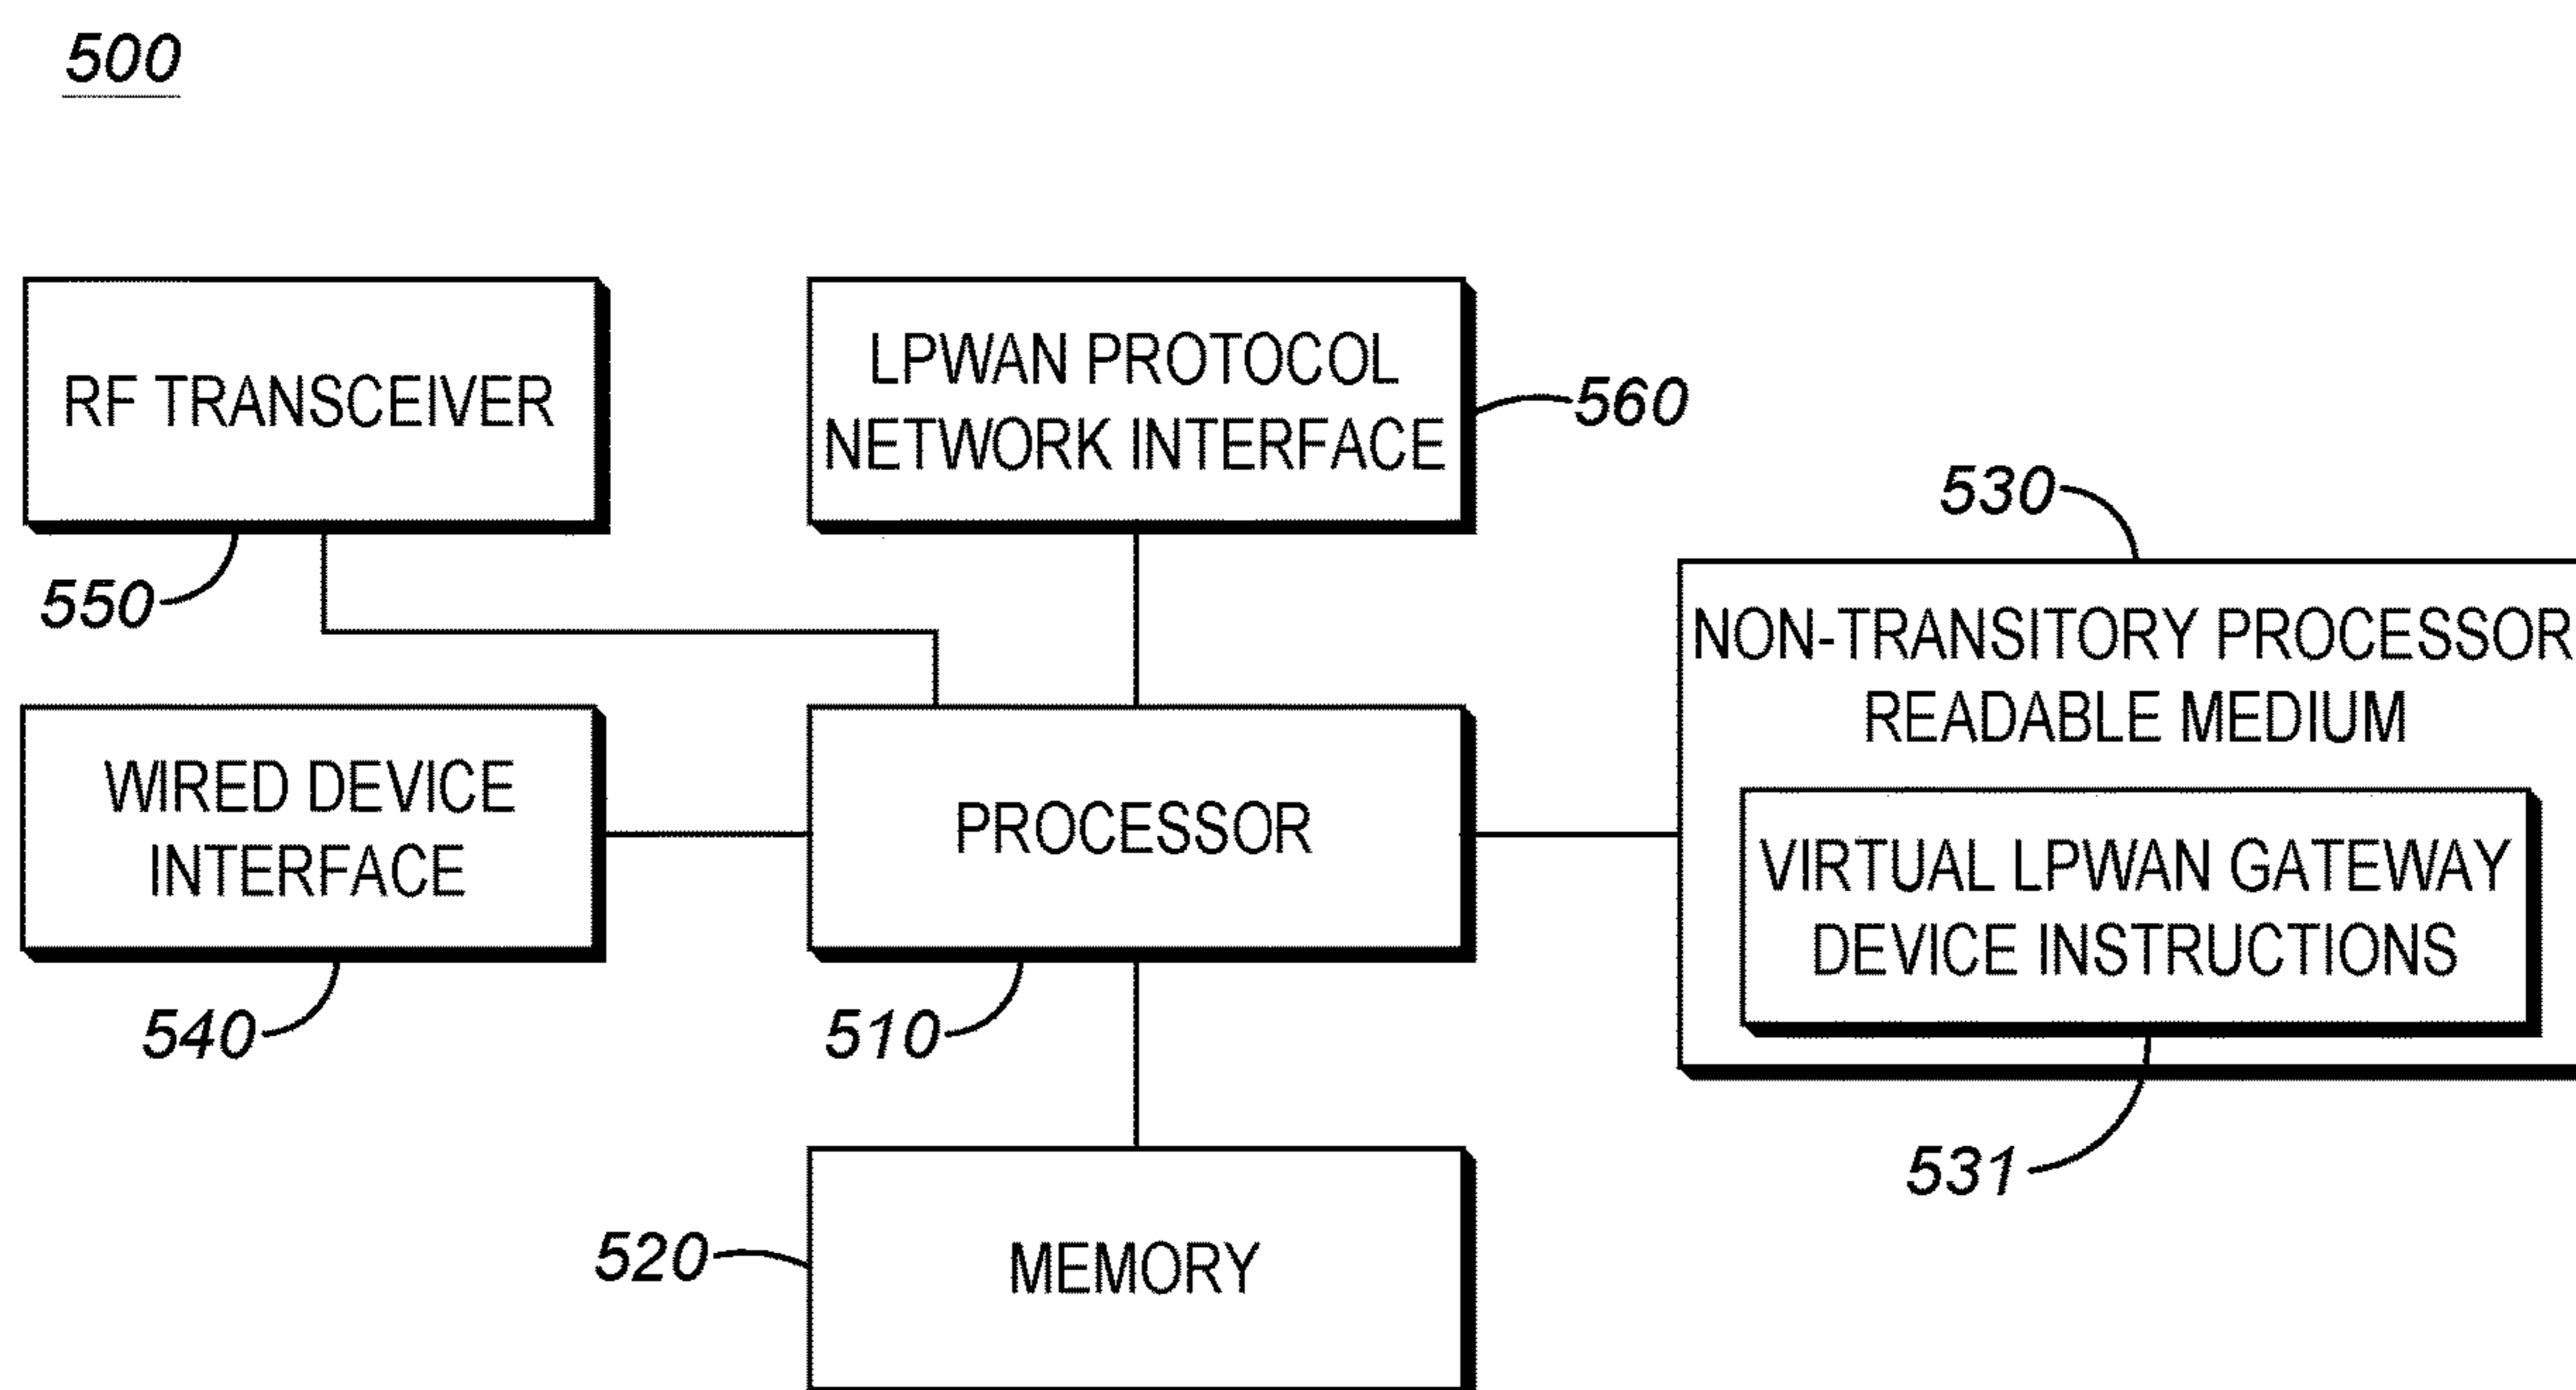 500
RF TRANSCEIVER
550
LPWAN PROTOCOL
NETWORK INTERFACE
560
530
NON-TRANSITORY PROCESSOR
READABLE MEDIUM
VIRTUAL LPWAN GATEWAY
DEVICE INSTRUCTIONS
531
WIRED DEVICE
INTERFACE
540
PROCESSOR
510
MEMORY
520